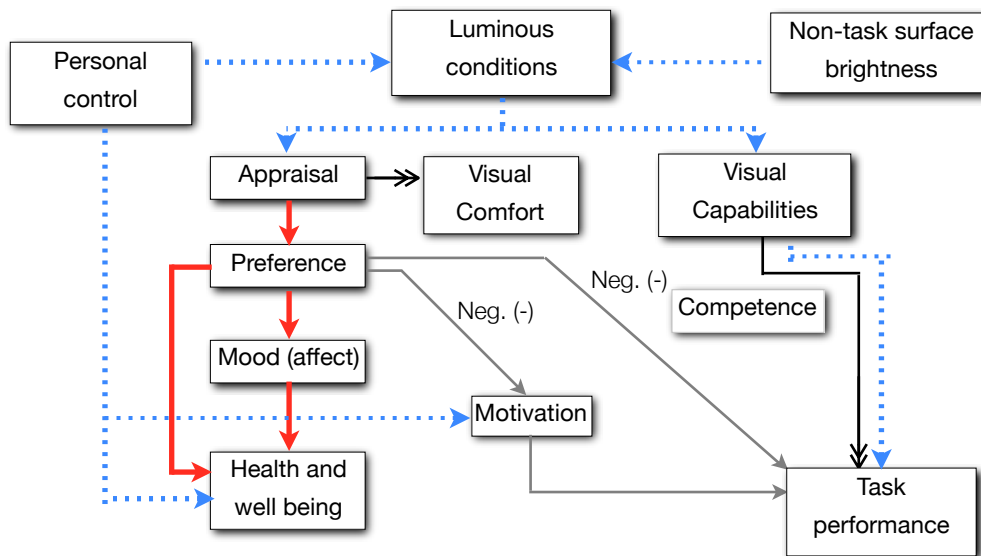 Personal
control
Luminous
conditions
Non-task surface
brightness
Appraisal
Visual
Comfort
Visual
Capabilities
Preference
Neg. (-)
Neg. (-)
Competence
Mood (affect)
Motivation
Health and
well being
Task
performance